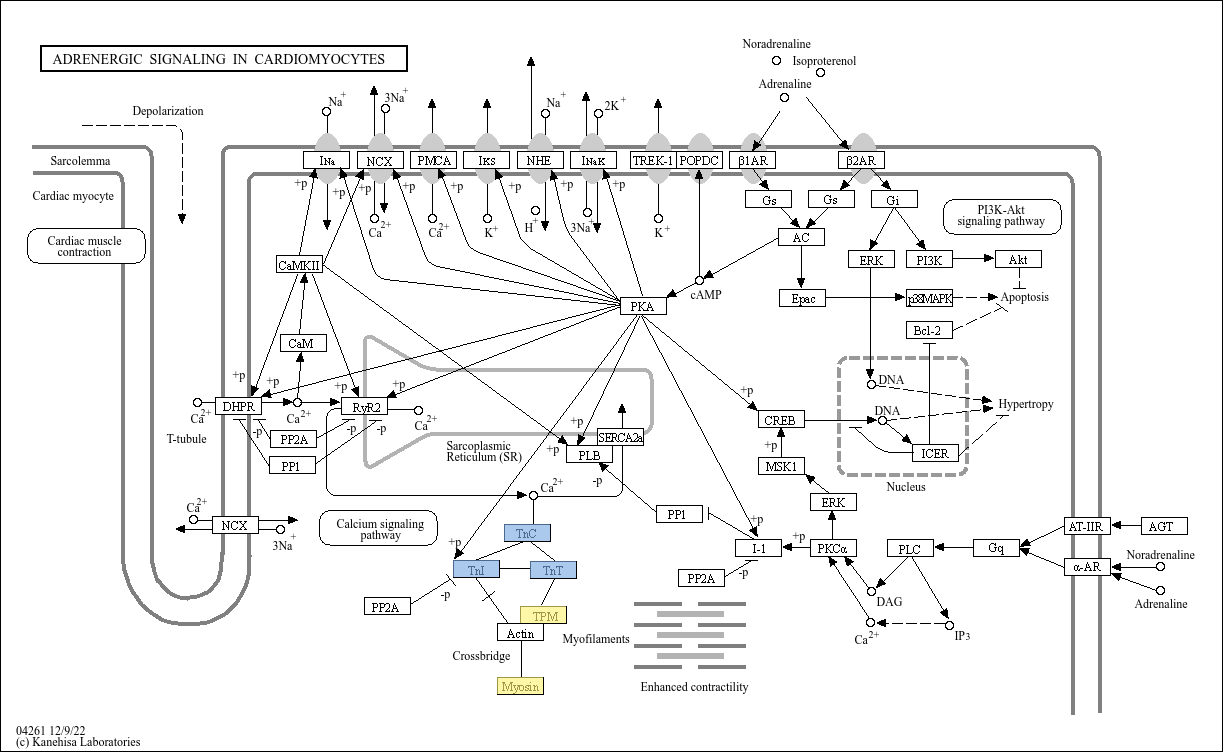 ADRENERGIC SIGNALING IN CARDIOMYOCYTES
Noradrenaline
Isoproterenol
Adrenaline
Depolarization
Na+
3Na+
Na+
2K+
Sarcolemma
INa
NCX
PMCA
IKS
NHE
INaK
TREK-1
POPDC
β1AR
β2AR
+p
+p
+p
+p
+p
+p
+p
Cardiac myocyte
Gs
Gs
Gi
PI3K-Akt
signaling pathway
Ca2+
Ca2+
K+
H+
3Na+
K+
Cardiac muscle
contraction
AC
CaMKII
ERK
PI3K
Akt
cAMP
PKA
Epac
p38MAPK
Apoptosis
Bcl-2
CaM
+p
+p
+p
+p
DNA
+p
Ca2+
DHPR
Ca2+
RyR2
Ca2+
DNA
Hypertropy
CREB
T-tubule
-p
PP2A
-p
-p
+p
+p
SERCA2a
PLB
Sarcoplasmic
Reticulum (SR)
+p
ICER
PP1
MSK1
-p
Nucleus
Ca2+
Ca2+
ERK
NCX
3Na+
Calcium signaling
pathway
TnC
PP1
+p
AT-IIR
AGT
+p
I-1
+p
PKCα
PLC
Gq
Noradrenaline
TnI
TnT
PP2A
-p
α-AR
PP2A
-p
DAG
Adrenaline
TPM
Actin
Myofilaments
Ca2+
IP3
Crossbridge
Myosin
Enhanced contractility
04261 12/9/22
(c) Kanehisa Laboratories